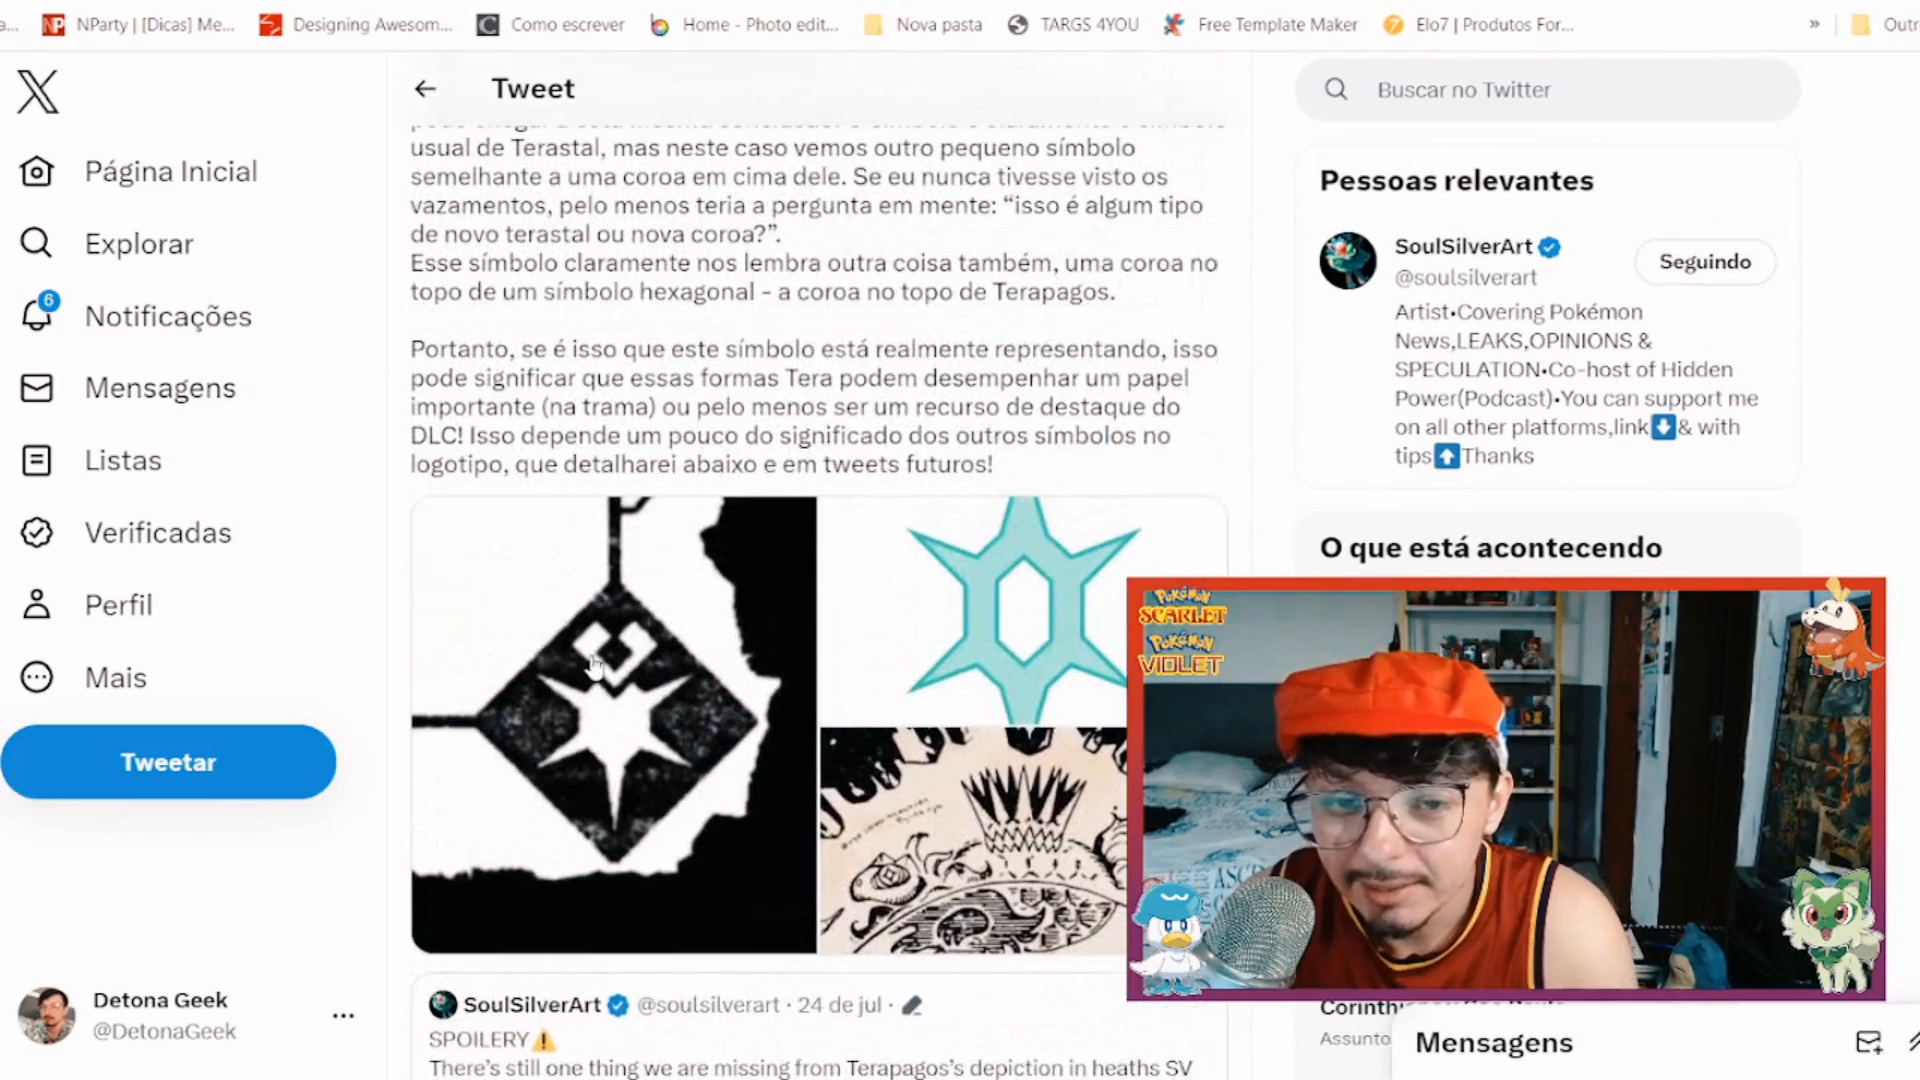 NParty | [Dicas] Me...
Designing Awesom...
Como escrever
Home - Photo edit...
Nova pasta
TARGS 4YOU
Free Template Maker
Elo7 | Produtos For...
»
Outr
Tweet
Buscar no Twitter
usual de Terastal, mas neste caso vemos outro pequeno símbolo
semelhante a uma coroa em cima dele. Se eu nunca tivesse visto os
vazamentos, pelo menos teria a pergunta em mente: “isso é algum tipo
de novo terastal ou nova coroa?”.
Esse símbolo claramente nos lembra outra coisa também, uma coroa no
topo de um símbolo hexagonal - a coroa no topo de Terapagos.
Portanto, se é isso que este símbolo está realmente representando, isso
pode significar que essas formas Tera podem desempenhar um papel
importante (na trama) ou pelo menos ser um recurso de destaque do
DLC! Isso depende um pouco do significado dos outros símbolos no
logotipo, que detalharei abaixo e em tweets futuros!
Página Inicial
Explorar
6
Notificações
Mensagens
Listas
Verificadas
Perfil
Mais
Tweetar
Detona Geek
@DetonaGeek
...
SoulSilverArt @soulsilverart · 24 de jul ·
SPOILERY⚠️
There’s still one thing we are missing from Terapagos’s depiction in heaths SV
Pessoas relevantes
SoulSilverArt
@soulsilverart
Seguindo
Artist•Covering Pokémon
News,LEAKS,OPINIONS &
SPECULATION•Co-host of Hidden
Power(Podcast)•You can support me
on all other platforms,link⬇️& with
tips⬆️Thanks
O que está acontecendo
Pokémon
SCARLET
Pokémon
VIOLET
Assunto
Mensagens